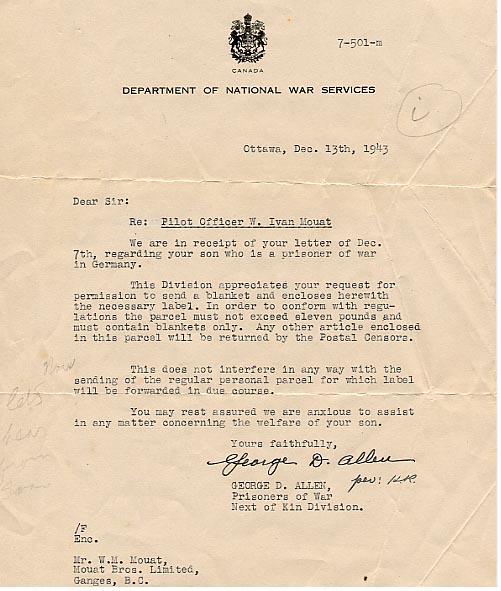 7-501-m
CANADA
DEPARTMENT OF NATIONAL WAR SERVICES
i
Ottawa, Dec. 13th, 1943
Dear Sir:
Re: Pilot Officer W. Ivan Mouat
We are in receipt of your letter of Dec.
7th, regarding your son who is a prisoner of war
in Germany.
This Division appreciates your request for
permission to send a blanket and encloses herewith
the necessary label. In order to conform with regu-
lations the parcel must not exceed eleven pounds and
must contain blankets only. Any other article enclosed
in this parcel will be returned by the Postal Censors.
This does not interfere in any way with the
sending of the regular personal parcel for which label
will be forwarded in due course.
You may rest assured we are anxious to assist
in any matter concerning the welfare of your son.
Yours faithfully,
George D. Allen
per: H.R.
GEORGE D. ALLEN,
Prisoners of War
Next of Kin Division.
/F
Enc.
Mr. W.M. Mouat,
Mouat Bros. Limited,
Ganges, B.C.